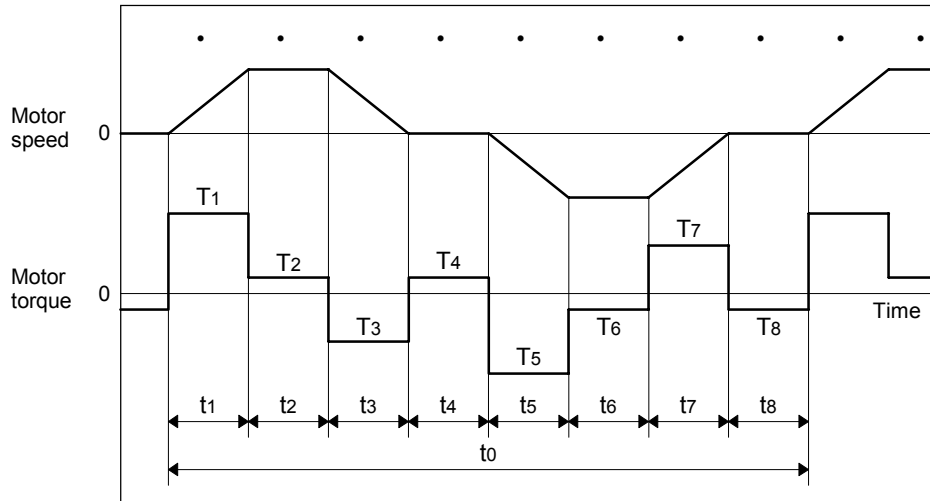 Motor
speed
0
T1
T2
T3
T4
T5
T6
T7
T8
Motor
torque
0
Time
t1 t2 t3 t4 t5 t6 t7 t8
t0